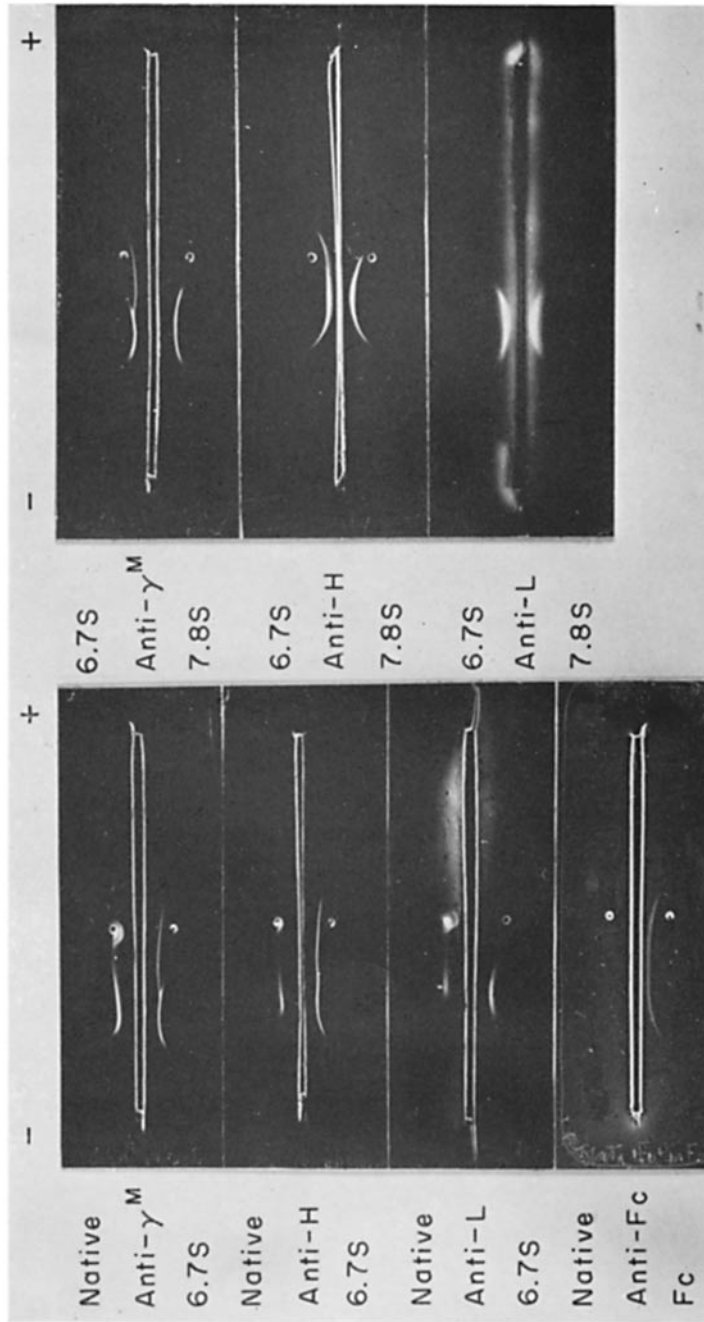 − +
Native
Anti-γᴹ
6.7S
Native
Anti-H
6.7S
Native
Anti-L
6.7S
Native
Anti-Fc
Fc
− +
6.7S
Anti-γᴹ
7.8S
6.7S
Anti-H
7.8S
6.7S
Anti-L
7.8S